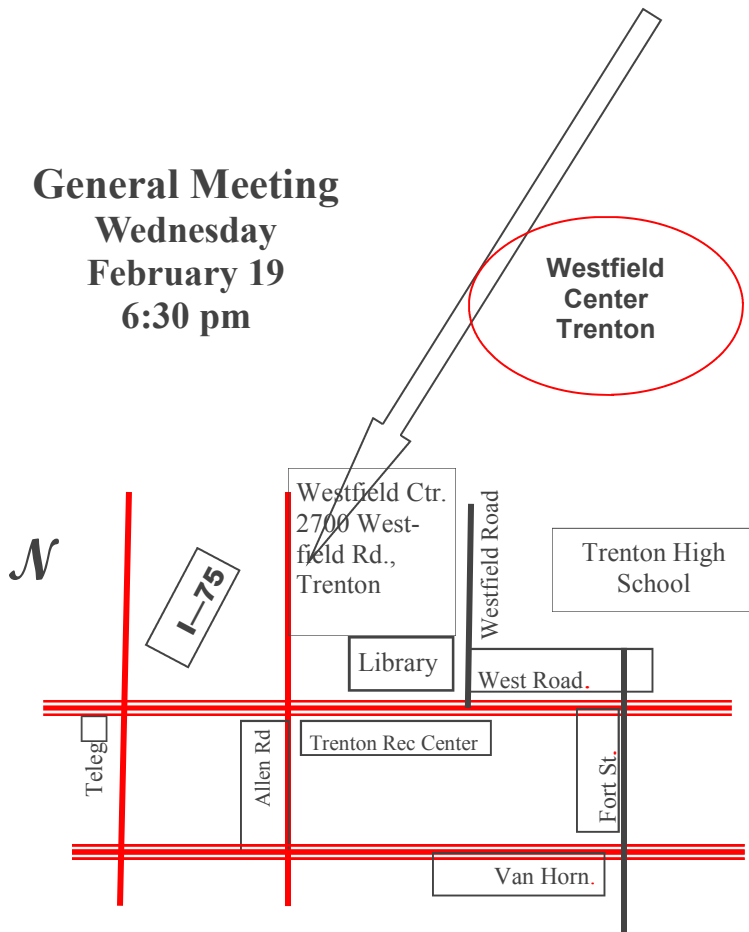 General Meeting
Wednesday
February 19
6:30 pm
Westfield
Center
Trenton
Westfield Ctr.
2700 West-
field Rd.,
Trenton
Westfield Road
Trenton High
School
N
I—75
Library
West Road.
Teleg
Allen Rd
Trenton Rec Center
Fort St.
Van Horn.